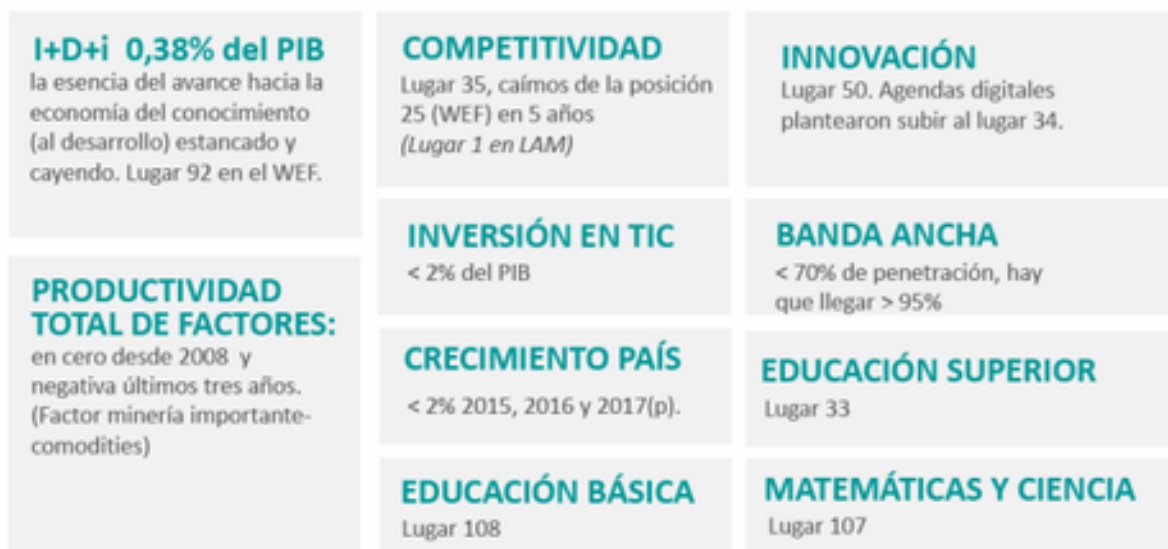 I+D+i 0,38% del PIB
la esencia del avance hacia la
economía del conocimiento
(al desarrollo) estancado y
cayendo. Lugar 92 en el WEF.
PRODUCTIVIDAD
TOTAL DE FACTORES:
en cero desde 2008 y
negativa últimos tres años.
(Factor minería importante-
comodities)
COMPETITIVIDAD
Lugar 35, caímos de la posición
25 (WEF) en 5 años
(Lugar 1 en LAM)
INVERSIÓN EN TIC
< 2% del PIB
CRECIMIENTO PAÍS
< 2% 2015, 2016 y 2017(p).
EDUCACIÓN BÁSICA
Lugar 108
INNOVACIÓN
Lugar 50. Agendas digitales
plantearon subir al lugar 34.
BANDA ANCHA
< 70% de penetración, hay
que llegar > 95%
EDUCACIÓN SUPERIOR
Lugar 33
MATEMÁTICAS Y CIENCIA
Lugar 107